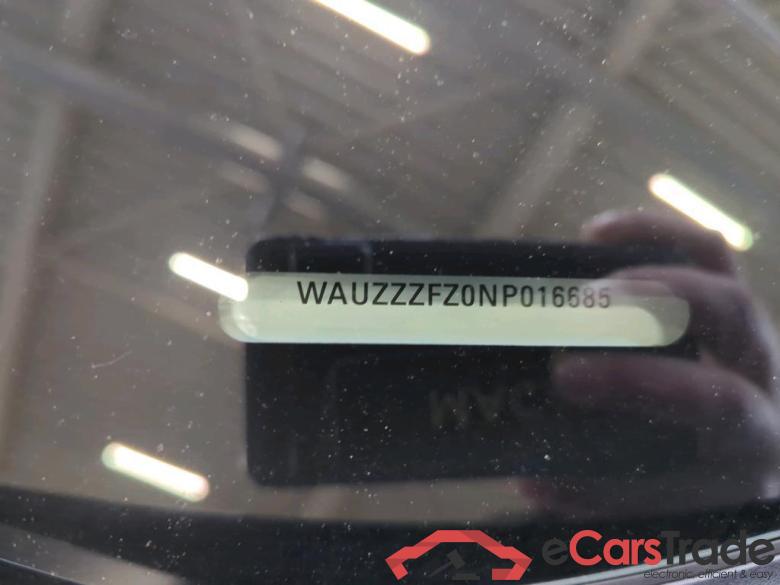 WAUZZZFZ0NP016685
eCarsTrade
electronic, efficient & easy